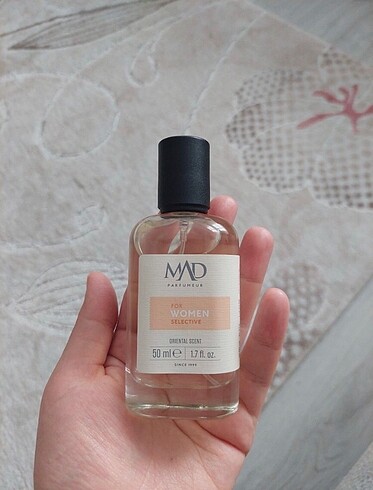 MAD
PARFUMEUR
FOR
WOMEN
SELECTIVE
ORIENTAL SCENT
50 ml ℮ 1.7 fl. oz.
SINCE 1999